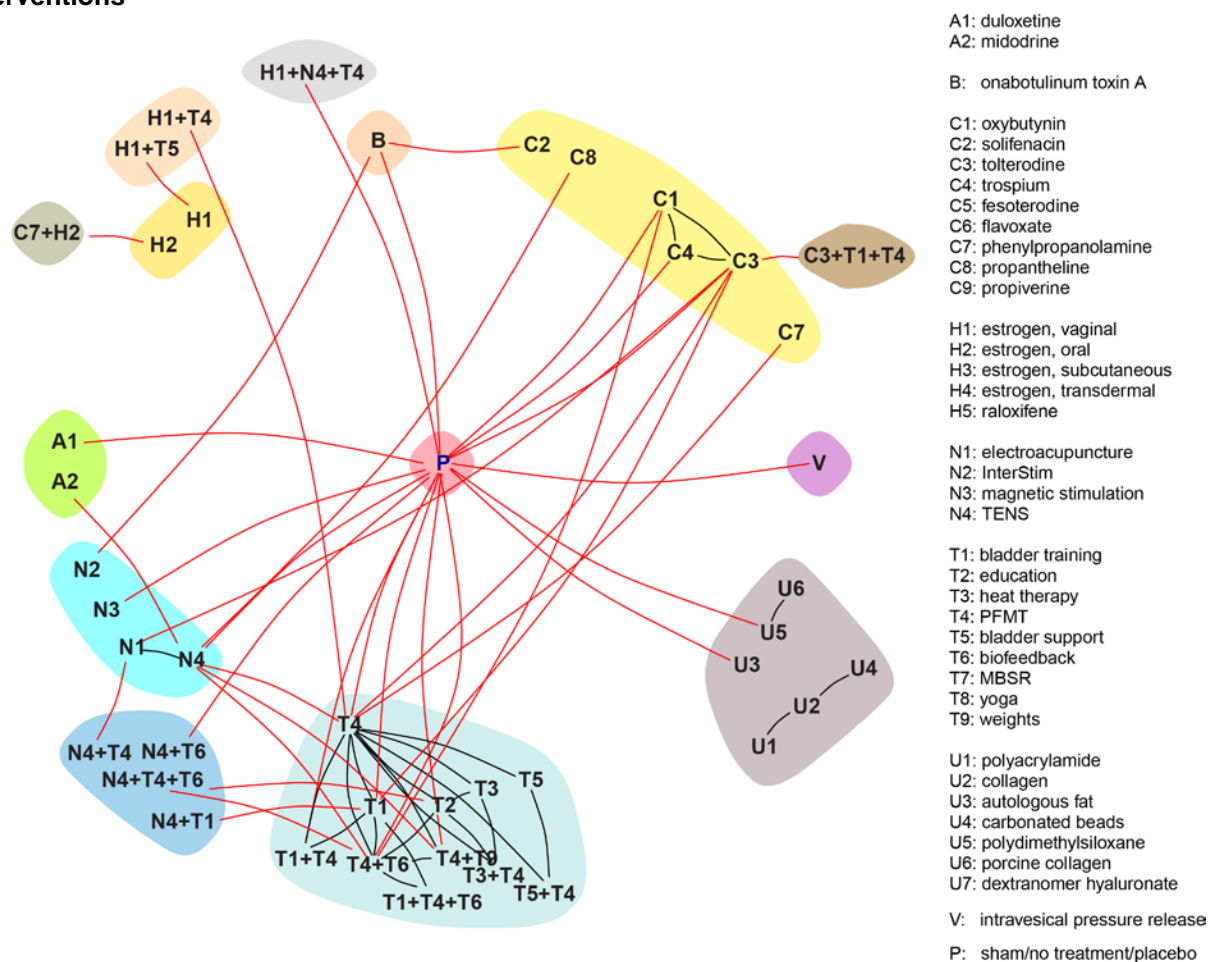 erventions
H1+N4+T4
H1+T4
H1+T5
B
C2
C8
C1
H1
H2
C7+H2
C4
C3
C3+T1+T4
C7
A1
A2
P
V
N2
N3
N1
N4
U6
U5
U3
U4
U2
U1
N4+T4
N4+T6
N4+T4+T6
N4+T1
T4
T5
T3
T1
T2
T1+T4
T4+T6
T4+T9
T3+T4
T5+T4
T1+T4+T6
A1: duloxetine
A2: midodrine
B: onabotulinum toxin A
C1: oxybutynin
C2: solifenacin
C3: tolterodine
C4: trospium
C5: fesoterodine
C6: flavoxate
C7: phenylpropanolamine
C8: propantheline
C9: propiverine
H1: estrogen, vaginal
H2: estrogen, oral
H3: estrogen, subcutaneous
H4: estrogen, transdermal
H5: raloxifene
N1: electroacupuncture
N2: InterStim
N3: magnetic stimulation
N4: TENS
T1: bladder training
T2: education
T3: heat therapy
T4: PFMT
T5: bladder support
T6: biofeedback
T7: MBSR
T8: yoga
T9: weights
U1: polyacrylamide
U2: collagen
U3: autologous fat
U4: carbonated beads
U5: polydimethylsiloxane
U6: porcine collagen
U7: dextranomer hyaluronate
V: intravesical pressure release
P: sham/no treatment/placebo